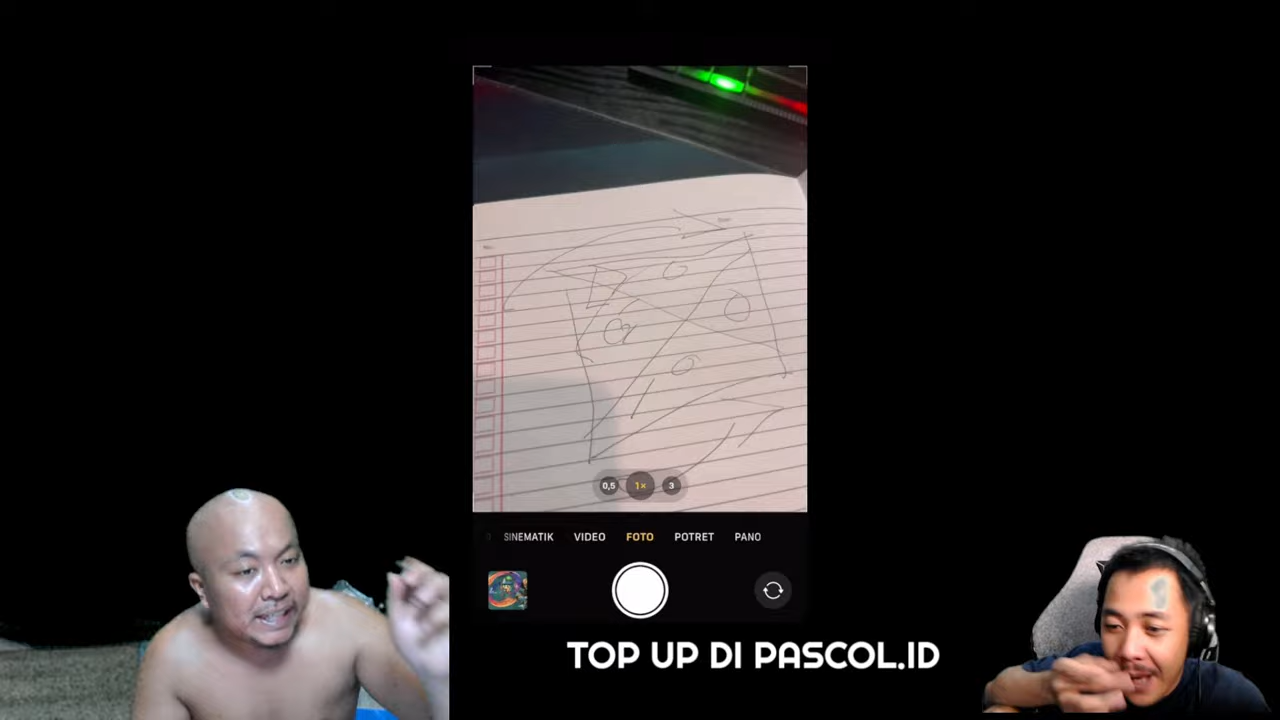 0,5 1× 3
SINEMATIK VIDEO FOTO POTRET PANO
TOP UP DI PASCOL.ID